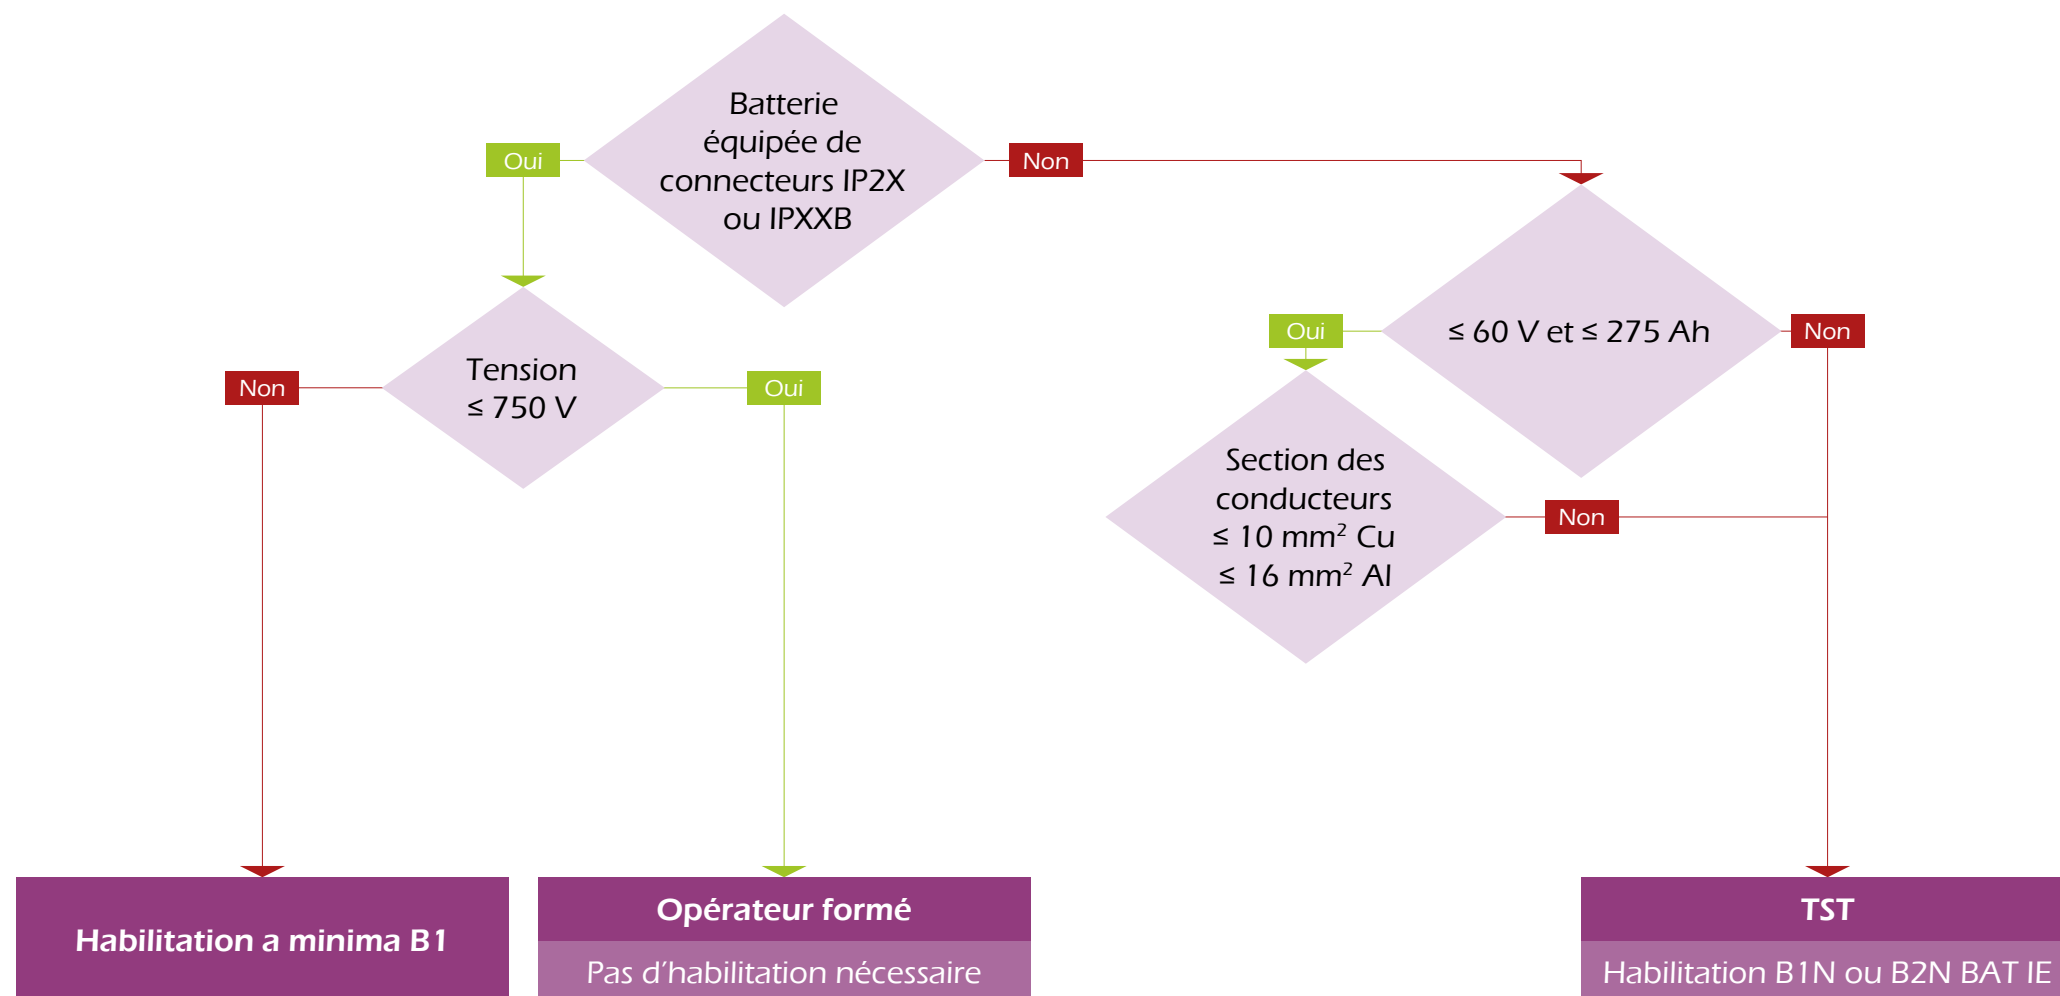 Batterie
équipée de
connecteurs IP2X
ou IPXXB
Oui
Non
Tension
≤ 750 V
Non
Oui
≤ 60 V et ≤ 275 Ah
Oui
Non
Section des
conducteurs
≤ 10 mm² Cu
≤ 16 mm² Al
Non
Habilitation a minima B1
Opérateur formé
Pas d’habilitation nécessaire
TST
Habilitation B1N ou B2N BAT IE